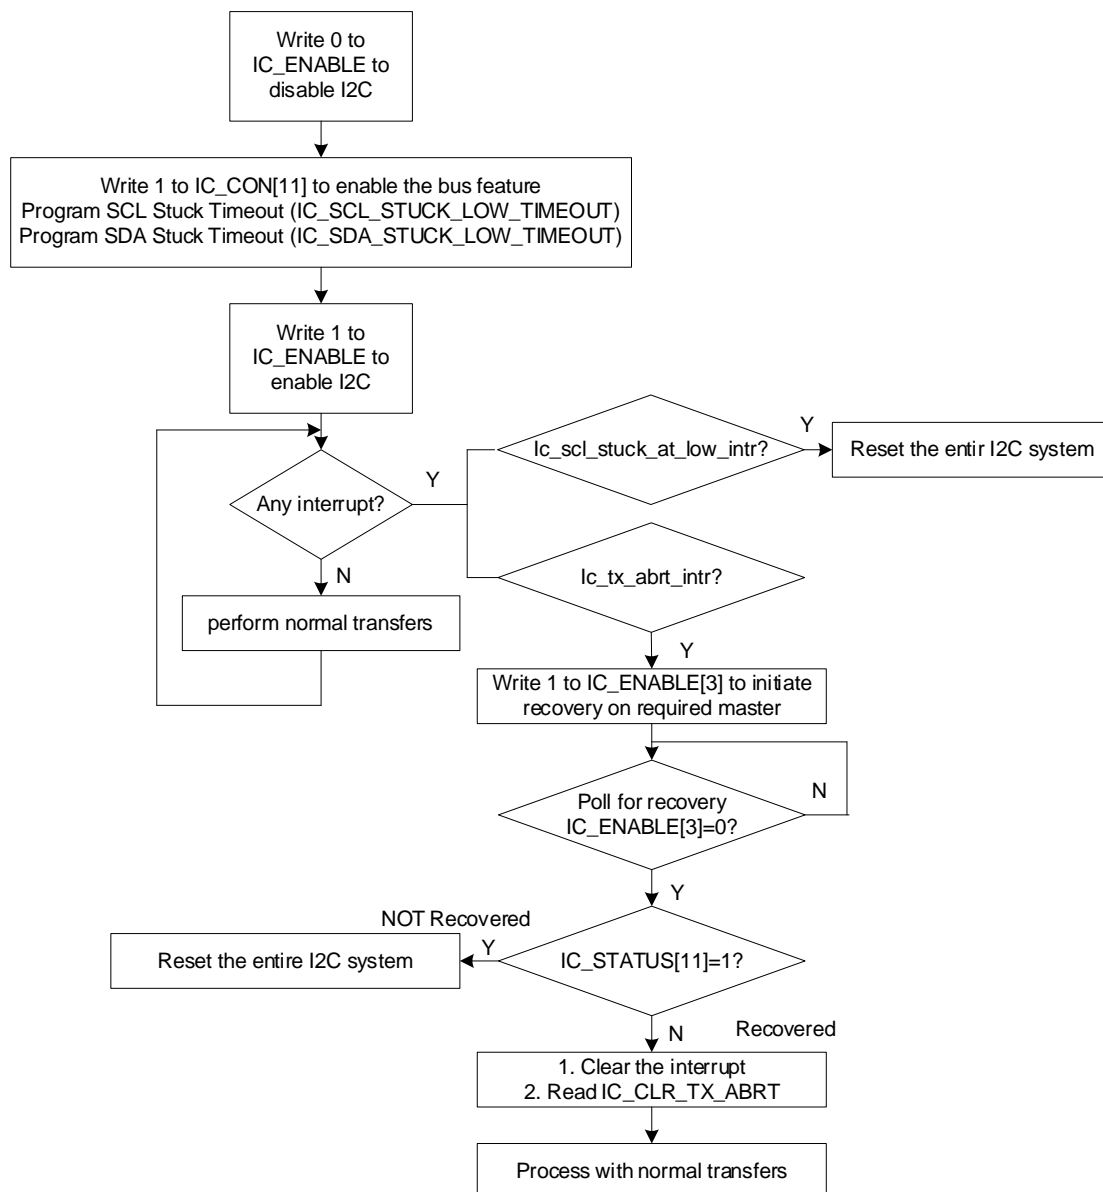 Write 0 to
IC_ENABLE to
disable I2C
Write 1 to IC_CON[11] to enable the bus feature
Program SCL Stuck Timeout (IC_SCL_STUCK_LOW_TIMEOUT)
Program SDA Stuck Timeout (IC_SDA_STUCK_LOW_TIMEOUT)
Write 1 to
IC_ENABLE to
enable I2C
Ic_scl_stuck_at_low_intr?
Y
Reset the entir I2C system
Any interrupt?
Y
N
perform normal transfers
Ic_tx_abrt_intr?
Y
Write 1 to IC_ENABLE[3] to initiate
recovery on required master
Poll for recovery
IC_ENABLE[3]=0?
N
Y
NOT Recovered
Y
Reset the entire I2C system
IC_STATUS[11]=1?
N
Recovered
1. Clear the interrupt
2. Read IC_CLR_TX_ABRT
Process with normal transfers